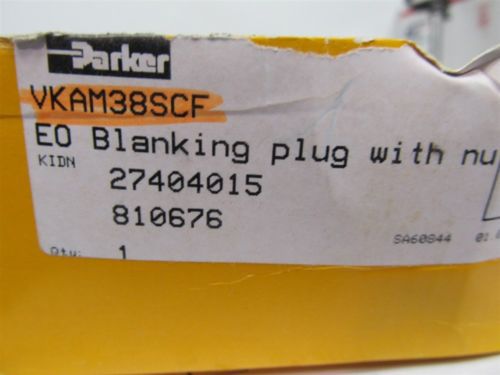 Parker
VKAM38SCF
EO Blanking plug with nu
KIDN
27404015
810676
SA60844
Qty: 1